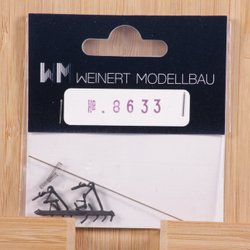 WM WEINERT MODELLBAU
№. 8633